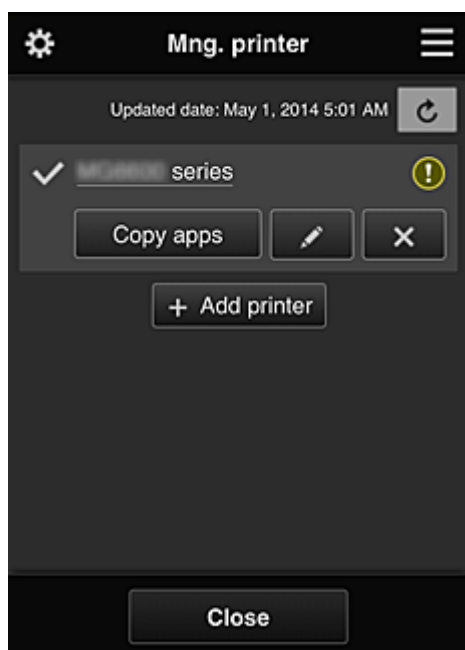 Mng. printer
Updated date: May 1, 2014 5:01 AM
series
Copy apps
+ Add printer
Close